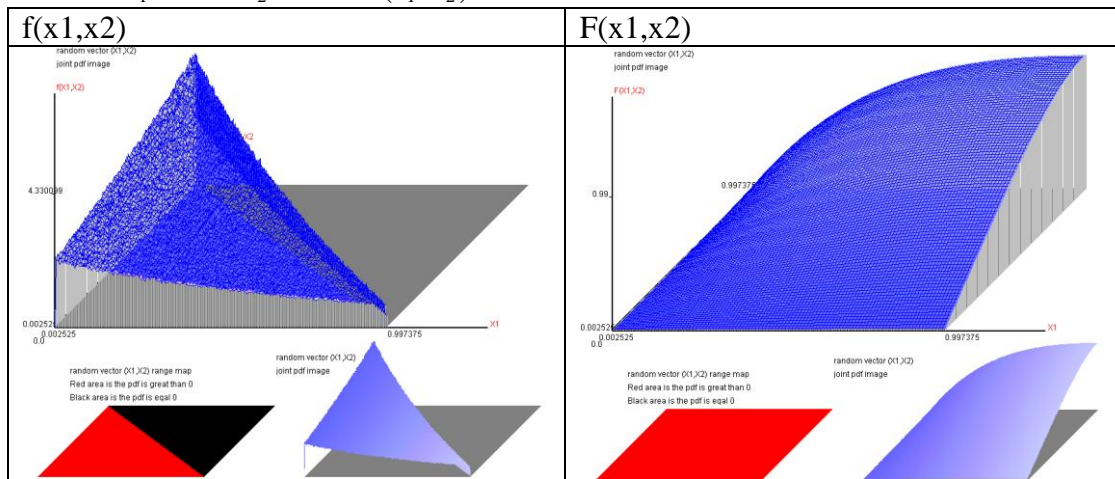 f(x1,x2)
F(x1,x2)
random vector (X1,X2)
joint pdf image
f(X1,X2)
X2
4.330099
0.002525
0.002525
0.0
0.997375
X1
random vector (X1,X2) range map
Red area is the pdf is great than 0
Black area is the pdf is eqal 0
random vector (X1,X2)
joint pdf image
random vector (X1,X2)
joint pdf image
F(X1,X2)
0.997375
0.99
0.002525
0.002525
0.0
0.997375
X1
random vector (X1,X2) range map
Red area is the pdf is great than 0
Black area is the pdf is eqal 0
random vector (X1,X2)
joint pdf image